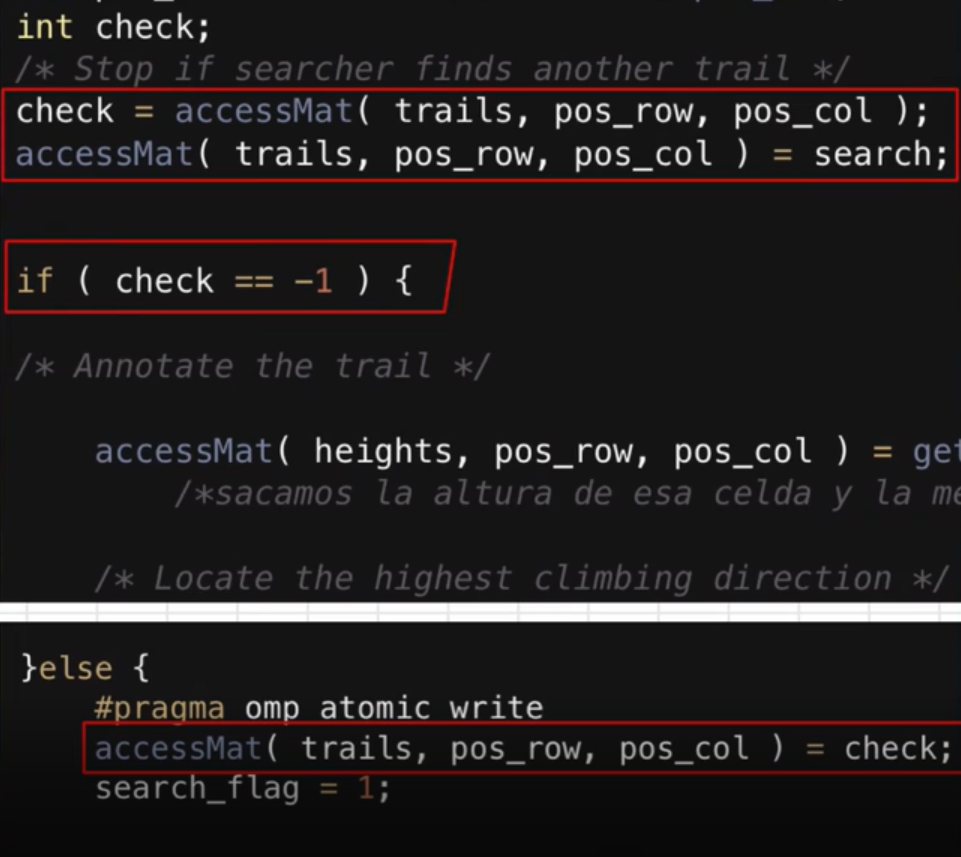 int check;
/* Stop if searcher finds another trail */
check = accessMat( trails, pos_row, pos_col );
accessMat( trails, pos_row, pos_col ) = search;
if ( check == -1 ) {
/* Annotate the trail */
accessMat( heights, pos_row, pos_col ) = get
/*sacamos la altura de esa celda y la me
/* Locate the highest climbing direction */
}else {
#pragma omp atomic write
accessMat( trails, pos_row, pos_col ) = check;
search_flag = 1;